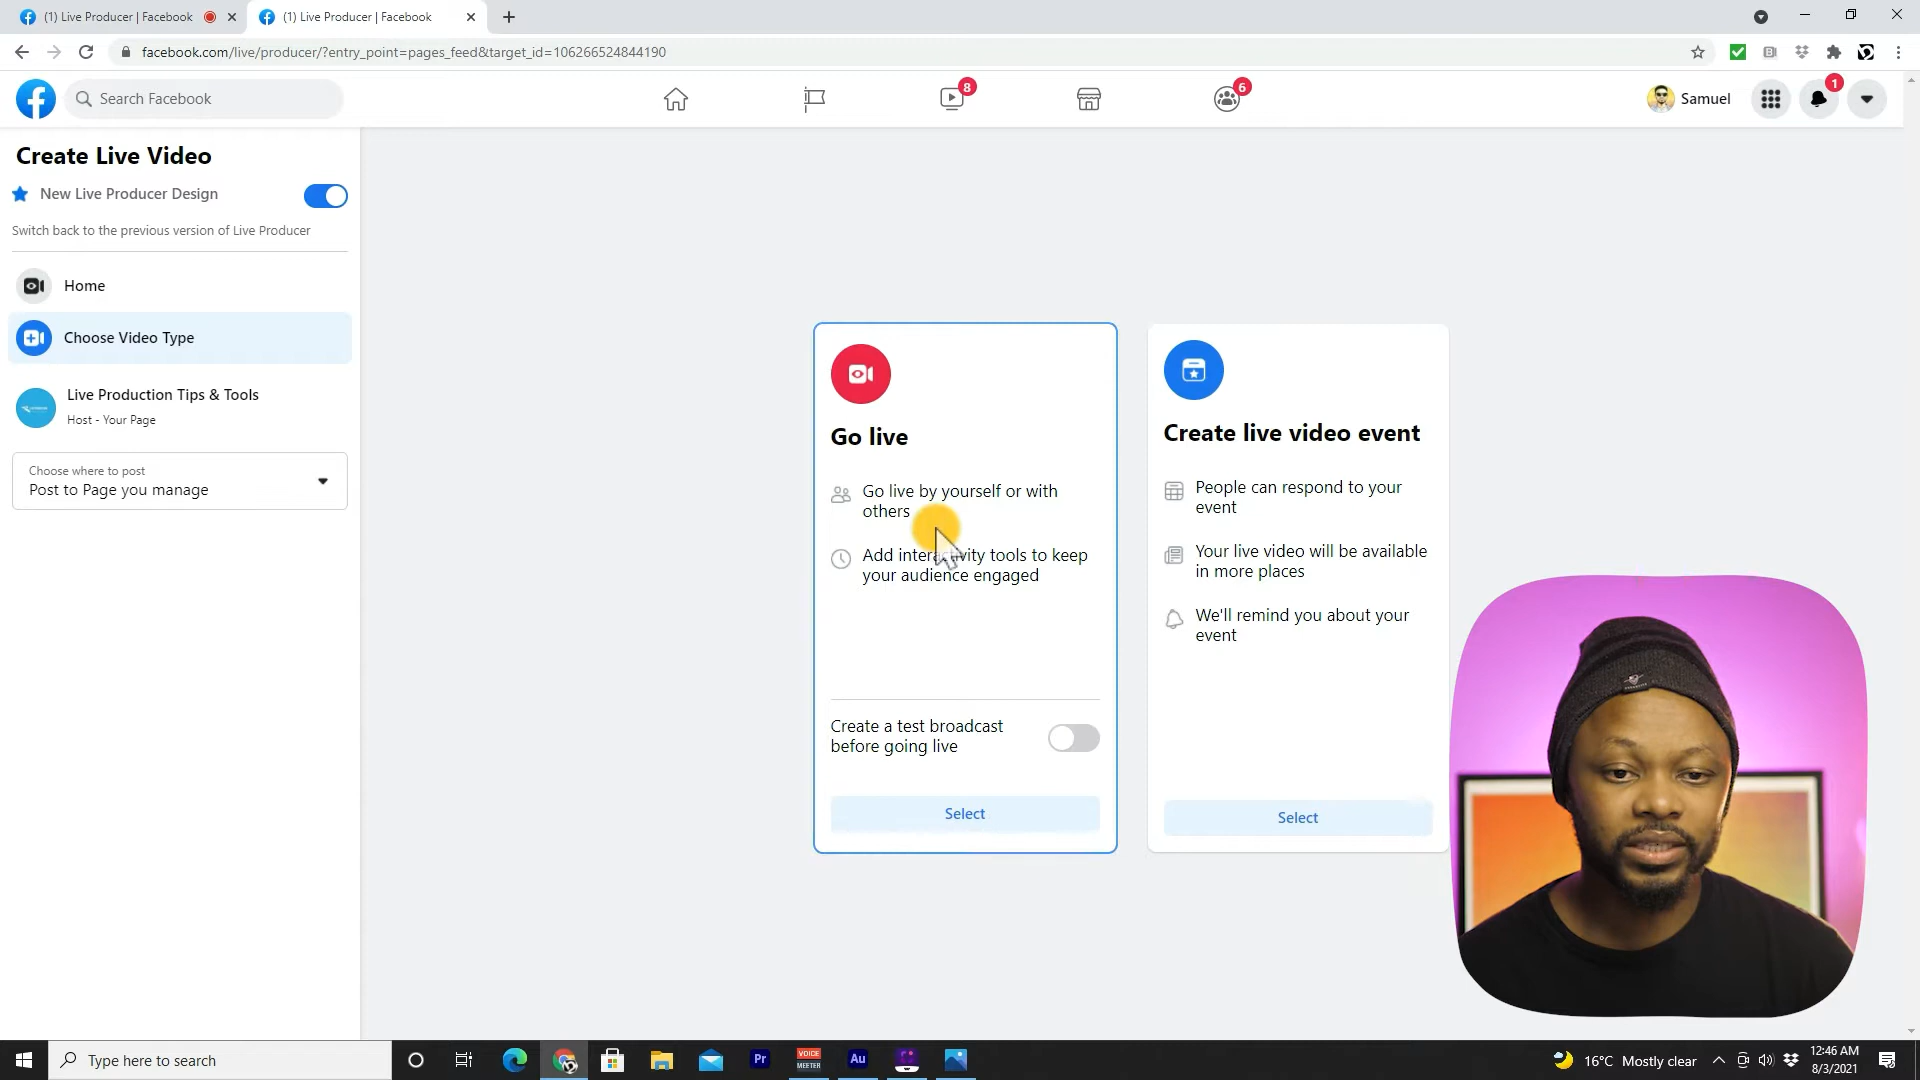 (1) Live Producer | Facebook
(1) Live Producer | Facebook
facebook.com/live/producer/?entry_point=pages_feed&target_id=106266524844190
Search Facebook
8
6
Samuel
1
Create Live Video
New Live Producer Design
Switch back to the previous version of Live Producer
Home
Choose Video Type
Live Production Tips & Tools
Host - Your Page
Choose where to post
Post to Page you manage
Go live
Go live by yourself or with
others
Add interactivity tools to keep
your audience engaged
Create a test broadcast
before going live
Select
Create live video event
People can respond to your
event
Your live video will be available
in more places
We'll remind you about your
event
Select
Type here to search
Pr
VOICE
MEETER
Au
16°C Mostly clear
12:46 AM
8/3/2021